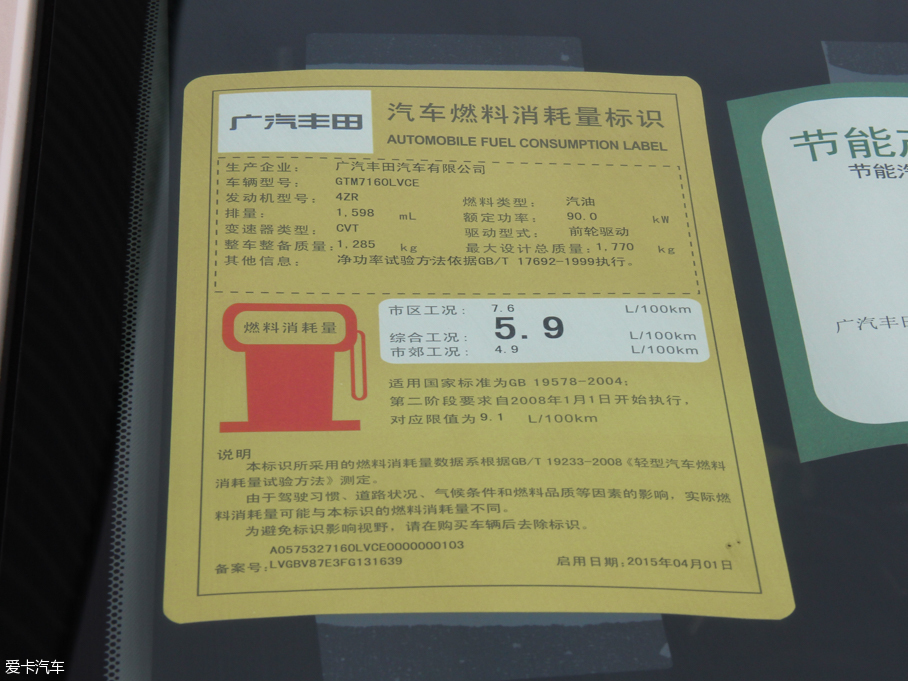 广汽丰田
汽车燃料消耗量标识
AUTOMOBILE FUEL CONSUMPTION LABEL
生产企业： 广汽丰田汽车有限公司
车辆型号： GTM7160LVCE
发动机型号： 4ZR 燃料类型： 汽油
排量： 1,598 mL 额定功率： 90.0 kW
变速器类型： CVT 驱动型式： 前轮驱动
整车整备质量：1,285 kg 最大设计总质量：1,770 kg
其他信息： 净功率试验方法依据GB/T 17692-1999执行。
燃料消耗量
市区工况： 7.6 L/100km
综合工况： 5.9 L/100km
市郊工况： 4.9 L/100km
适用国家标准为GB 19578-2004；
第二阶段要求自2008年1月1日开始执行，
对应限值为9.1 L/100km
说明
本标识所采用的燃料消耗量数据系根据GB/T 19233-2008《轻型汽车燃料
消耗量试验方法》测定。
由于驾驶习惯、道路状况、气候条件和燃料品质等因素的影响，实际燃
料消耗量可能与本标识的燃料消耗量不同。
为避免标识影响视野，请在购买车辆后去除标识。
A0575327160LVCE0000000103
备案号：LVGBV87E3FG131639 启用日期：2015年04月01日
节能
节能汽
广汽丰田
爱卡汽车